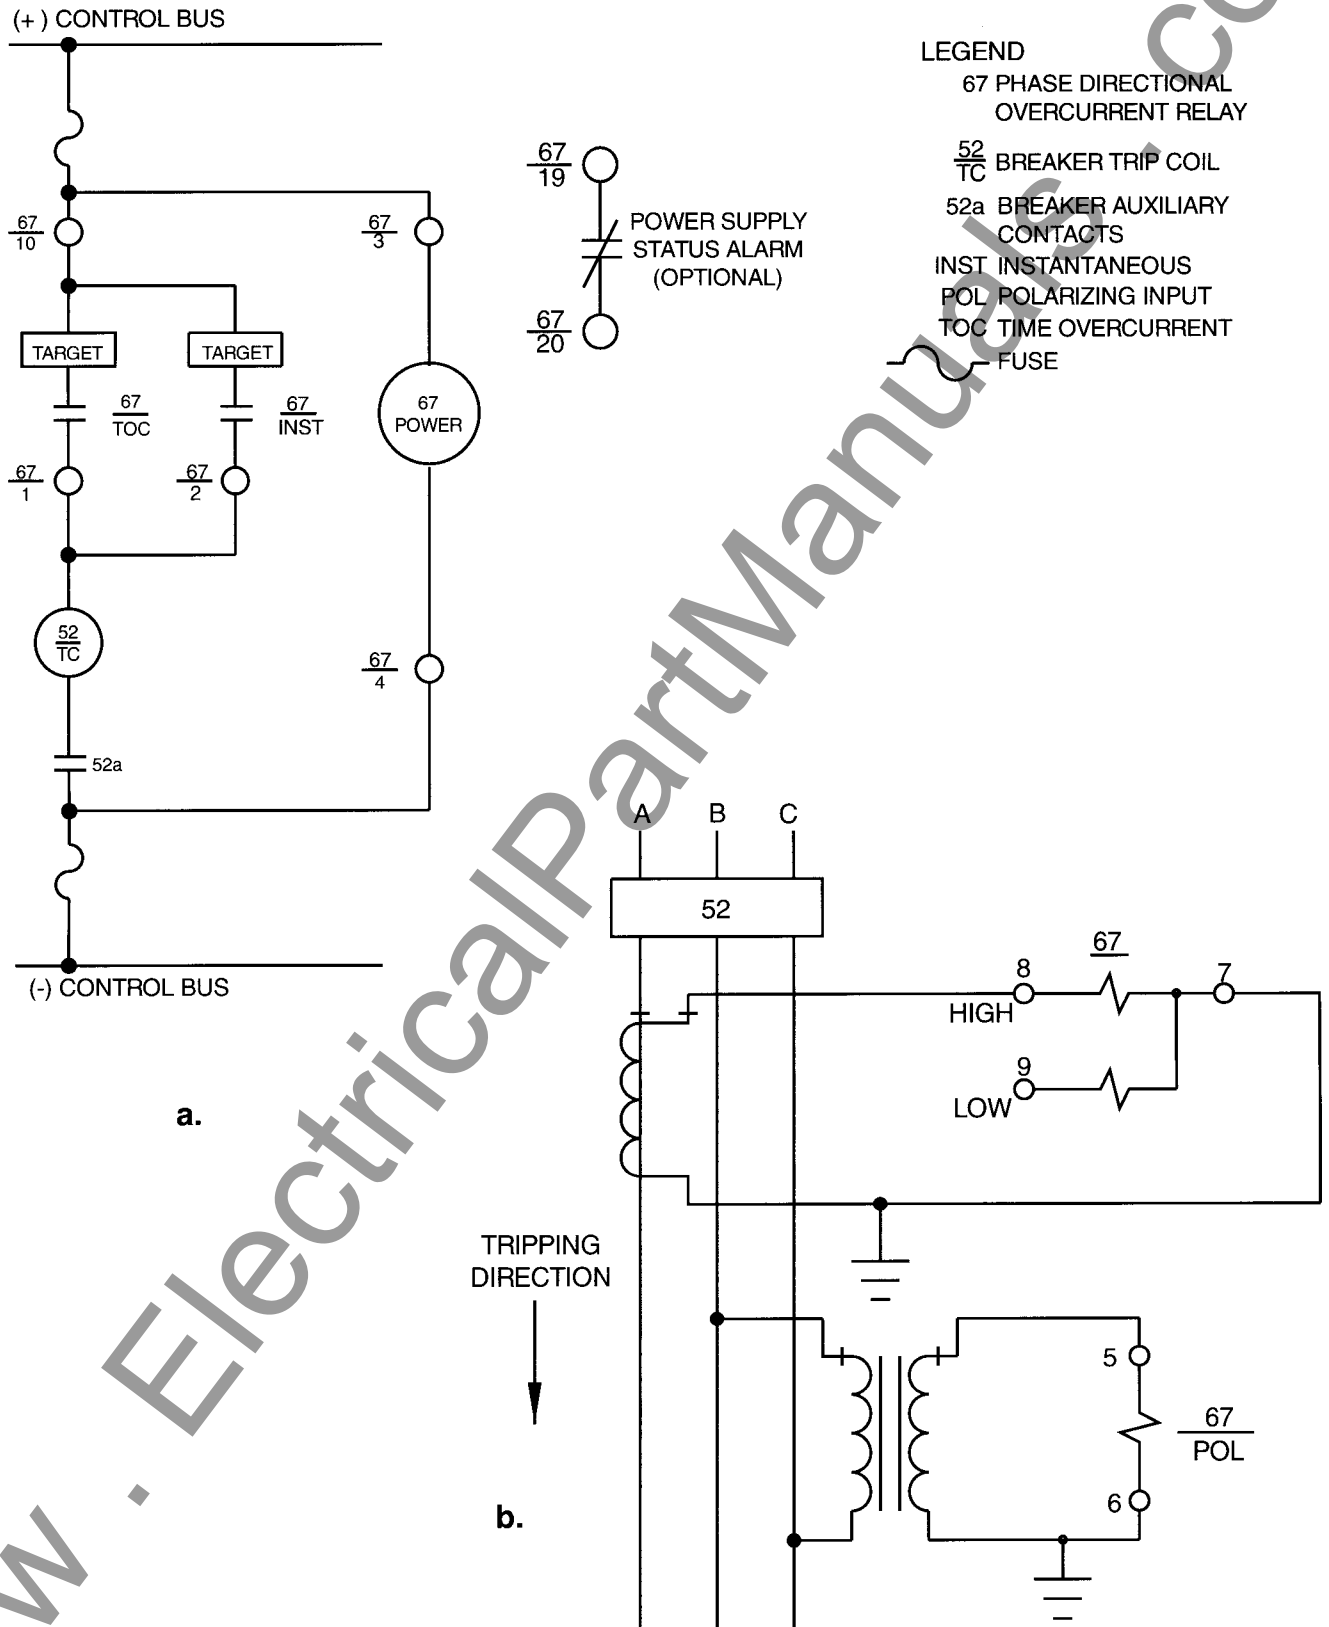 (+) CONTROL BUS
LEGEND
67 PHASE DIRECTIONAL
OVERCURRENT RELAY
52
TC BREAKER TRIP COIL
52a BREAKER AUXILIARY
CONTACTS
INST INSTANTANEOUS
POL POLARIZING INPUT
TOC TIME OVERCURRENT
FUSE
67
10
67
3
67
19
POWER SUPPLY
STATUS ALARM
(OPTIONAL)
67
20
TARGET
TARGET
67
TOC
67
INST
67
POWER
67
1
67
2
52
TC
67
4
52a
(-) CONTROL BUS
a.
A B C
52
67
8
7
HIGH
9
LOW
TRIPPING
DIRECTION
5
67
POL
6
b.
w . ElectricalPartManuals . co